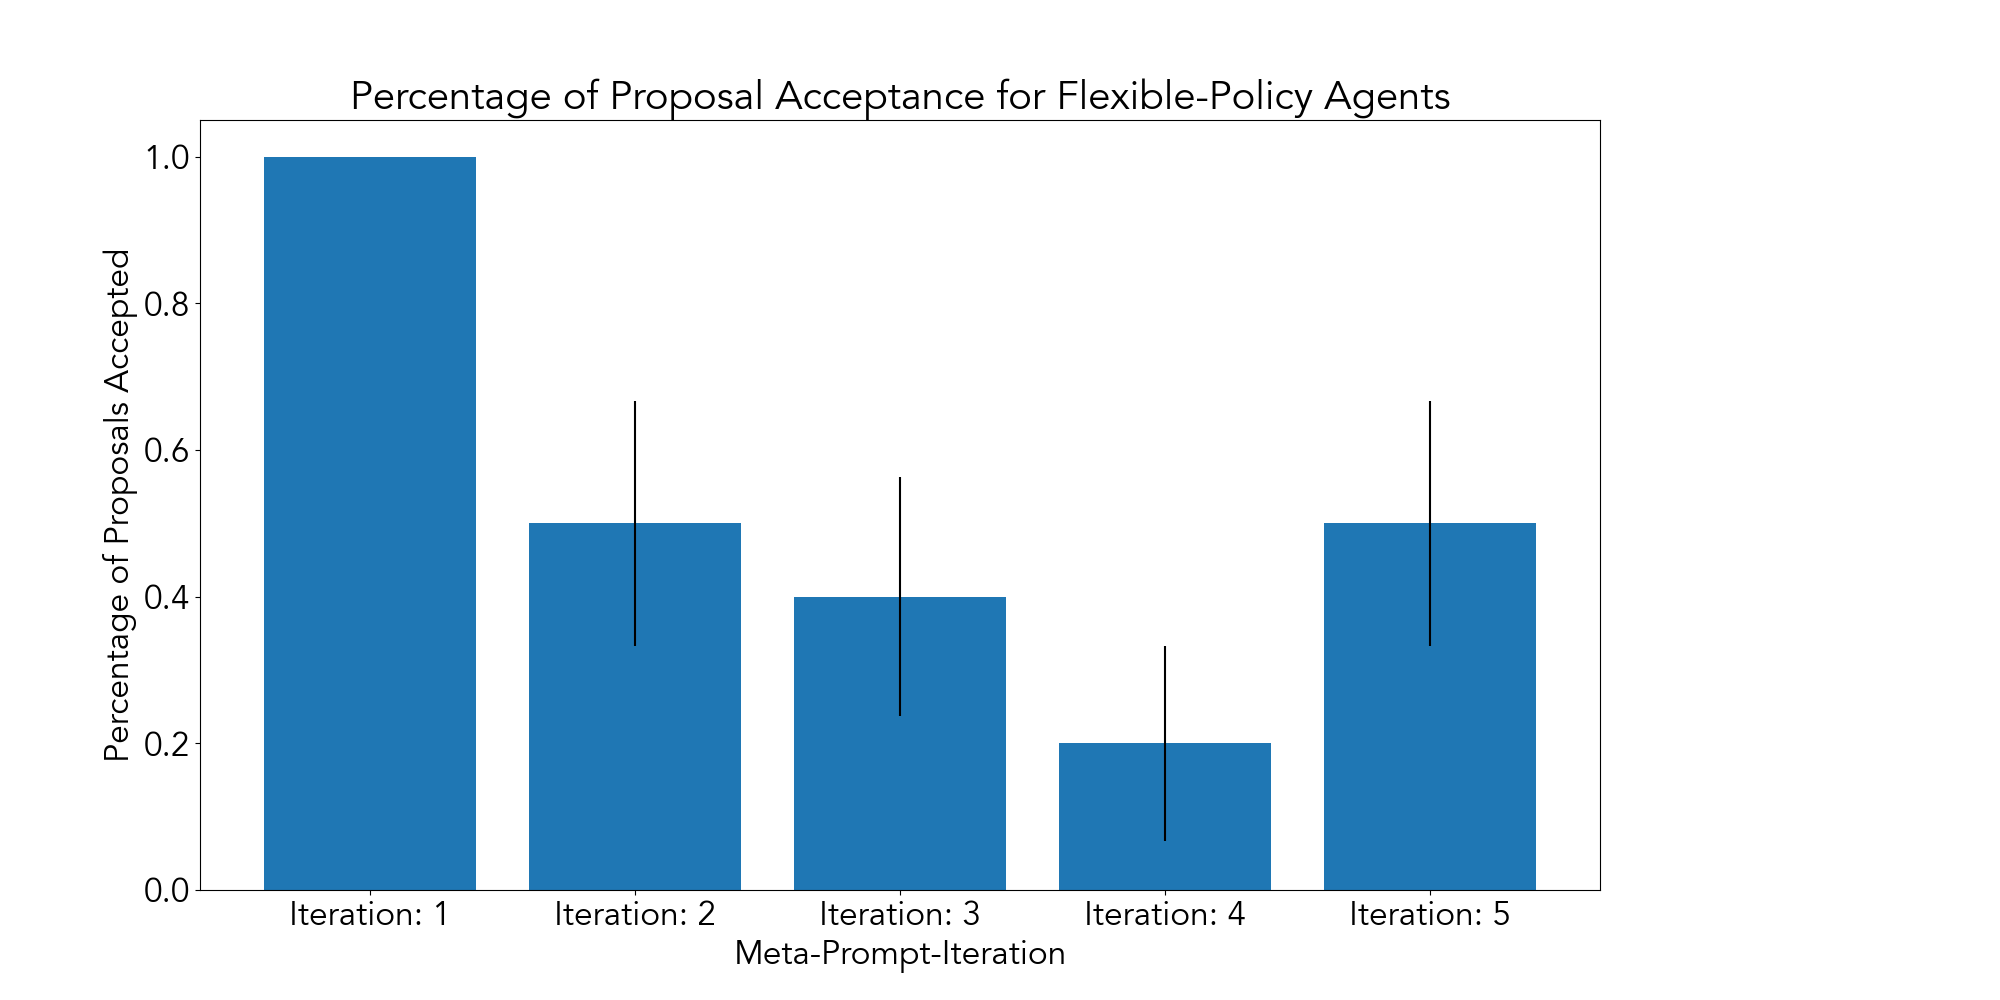 Percentage of Proposal Acceptance for Flexible-Policy Agents
Percentage of Proposals Accepted
1.0
0.8
0.6
0.4
0.2
0.0
Iteration: 1
Iteration: 2
Iteration: 3
Iteration: 4
Iteration: 5
Meta-Prompt-Iteration